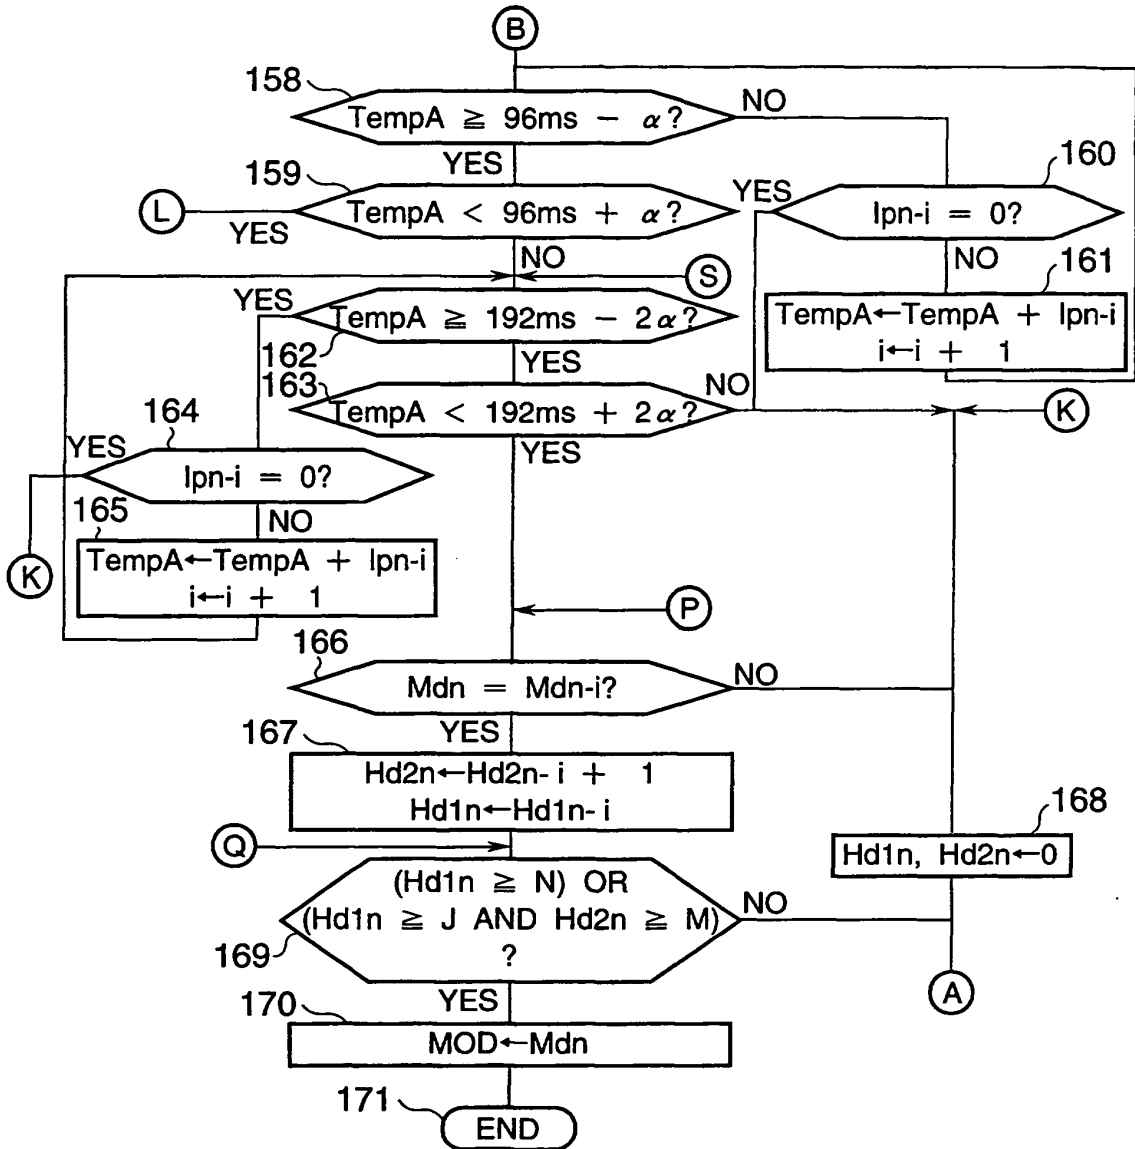 B
158
TempA ≧ 96ms − α?
NO
YES
159
160
L
YES
TempA < 96ms + α?
YES
Ipn-i = 0?
NO
S
NO
161
YES
TempA ≧ 192ms − 2α?
TempA←TempA + Ipn-i
i←i + 1
162
YES
163
TempA < 192ms + 2α?
NO
K
164
YES
YES
Ipn-i = 0?
165
NO
K
TempA←TempA + Ipn-i
i←i + 1
P
166
Mdn = Mdn-i?
NO
YES
167
Hd2n←Hd2n- i + 1
Hd1n←Hd1n- i
168
Q
Hd1n, Hd2n←0
(Hd1n ≧ N) OR
(Hd1n ≧ J AND Hd2n ≧ M)
?
NO
169
YES
A
170
MOD←Mdn
171
END